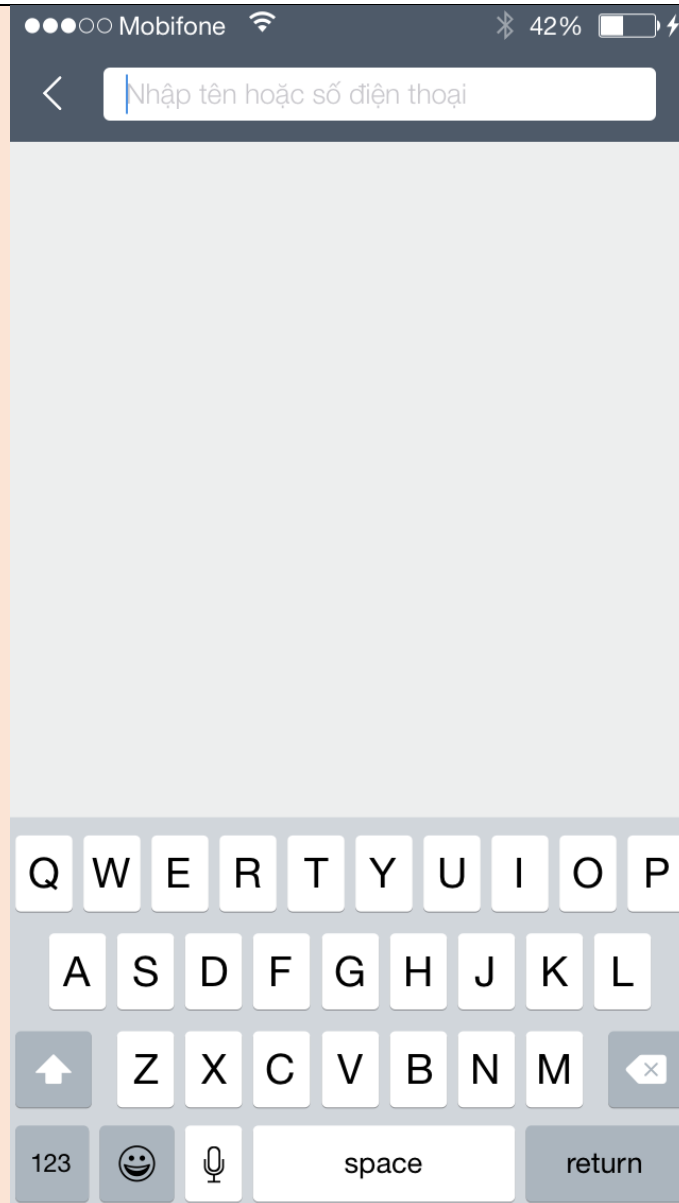 Mobifone 42%
Nhập tên hoặc số điện thoại
Q W E R T Y U I O P
A S D F G H J K L
Z X C V B N M
123 space return